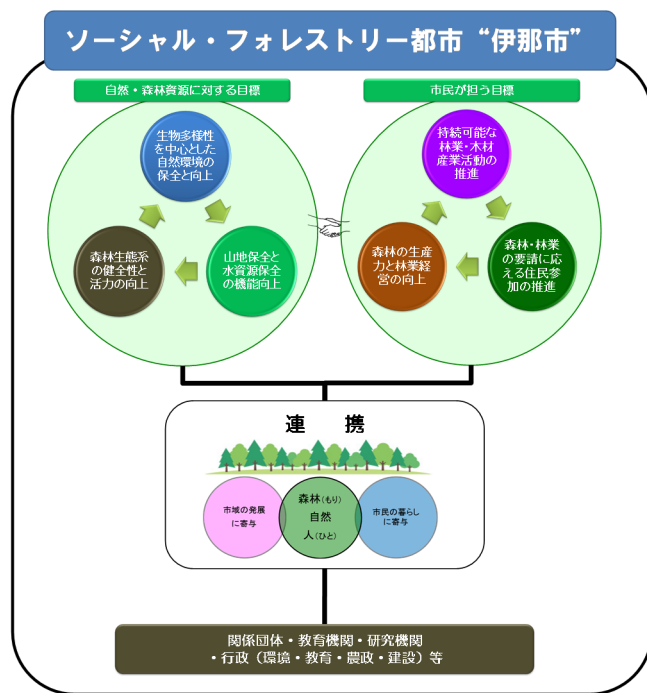 ソーシャル・フォレストリー都市“伊那市”
自然・森林資源に対する目標
生物多様性
を中心とした
自然環境の
保全と向上
森林生態系
の健全性と
活力の向上
山地保全と
水資源保全
の機能向上
市民が担う目標
持続可能な
林業・木材
産業活動の
推進
森林の生産
力と林業経
営の向上
森林・林業
の要請に応
える住民参
加の推進
連　携
市域の発展
に寄与
森林(もり)
自然
人(ひと)
市民の暮らし
に寄与
関係団体・教育機関・研究機関
・行政（環境・教育・農政・建設）等